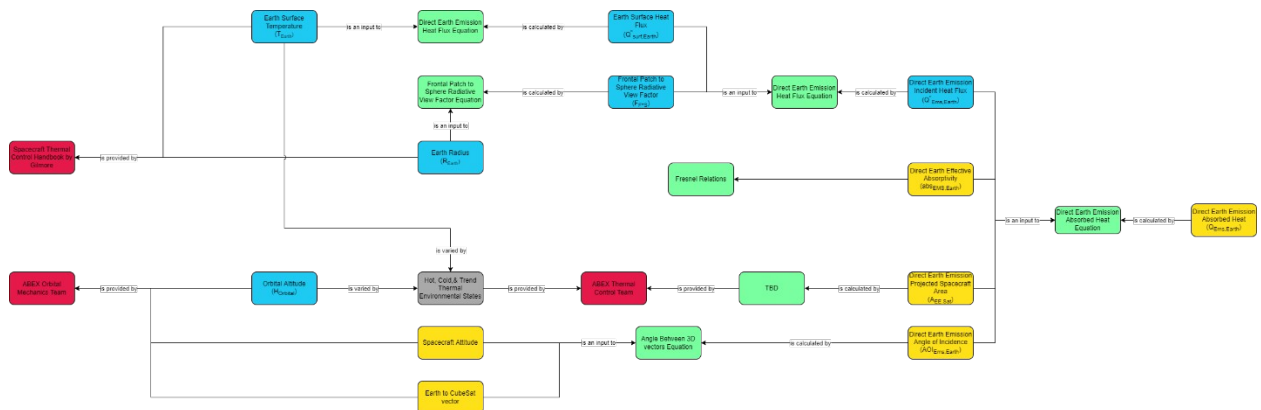 Earth Surface
Temperature
(T_Earth)
is an input to
Direct Earth Emission
Heat Flux Equation
is calculated by
Earth Surface Heat
Flux
(Q"_surf,Earth)
Frontal Patch to
Sphere Radiative
View Factor Equation
is calculated by
Frontal Patch to
Sphere Radiative
View Factor
is an input to
Direct Earth Emission
Heat Flux Equation
is calculated by
Direct Earth Emission
Incident Heat Flux
(Q"_Ems,Earth)
is an input to
Spacecraft Thermal
Control Handbook by
Gilmore
is provided by
Earth Radius
(R_Earth)
Fresnel Relations
Direct Earth Effective
Absorptivity
(abs_EMS,Earth)
is an input to
Direct Earth Emission
Absorbed Heat
Equation
is calculated by
Direct Earth Emission
Absorbed Heat
(Q_Ems,Earth)
is varied by
ABEX Orbital
Mechanics Team
is provided by
Orbital Altitude
(H_Orbital)
is varied by
Hot, Cold,& Trend
Thermal
Environmental States
is provided by
ABEX Thermal
Control Team
is provided by
TBD
is calculated by
Direct Earth Emission
Projected Spacecraft
Area
(A_EE,Sat)
Spacecraft Attitude
is an input to
Angle Between 3D
vectors Equation
is calculated by
Direct Earth Emission
Angle of Incidence
(AOI_Ems,Earth)
Earth to CubeSat
vector